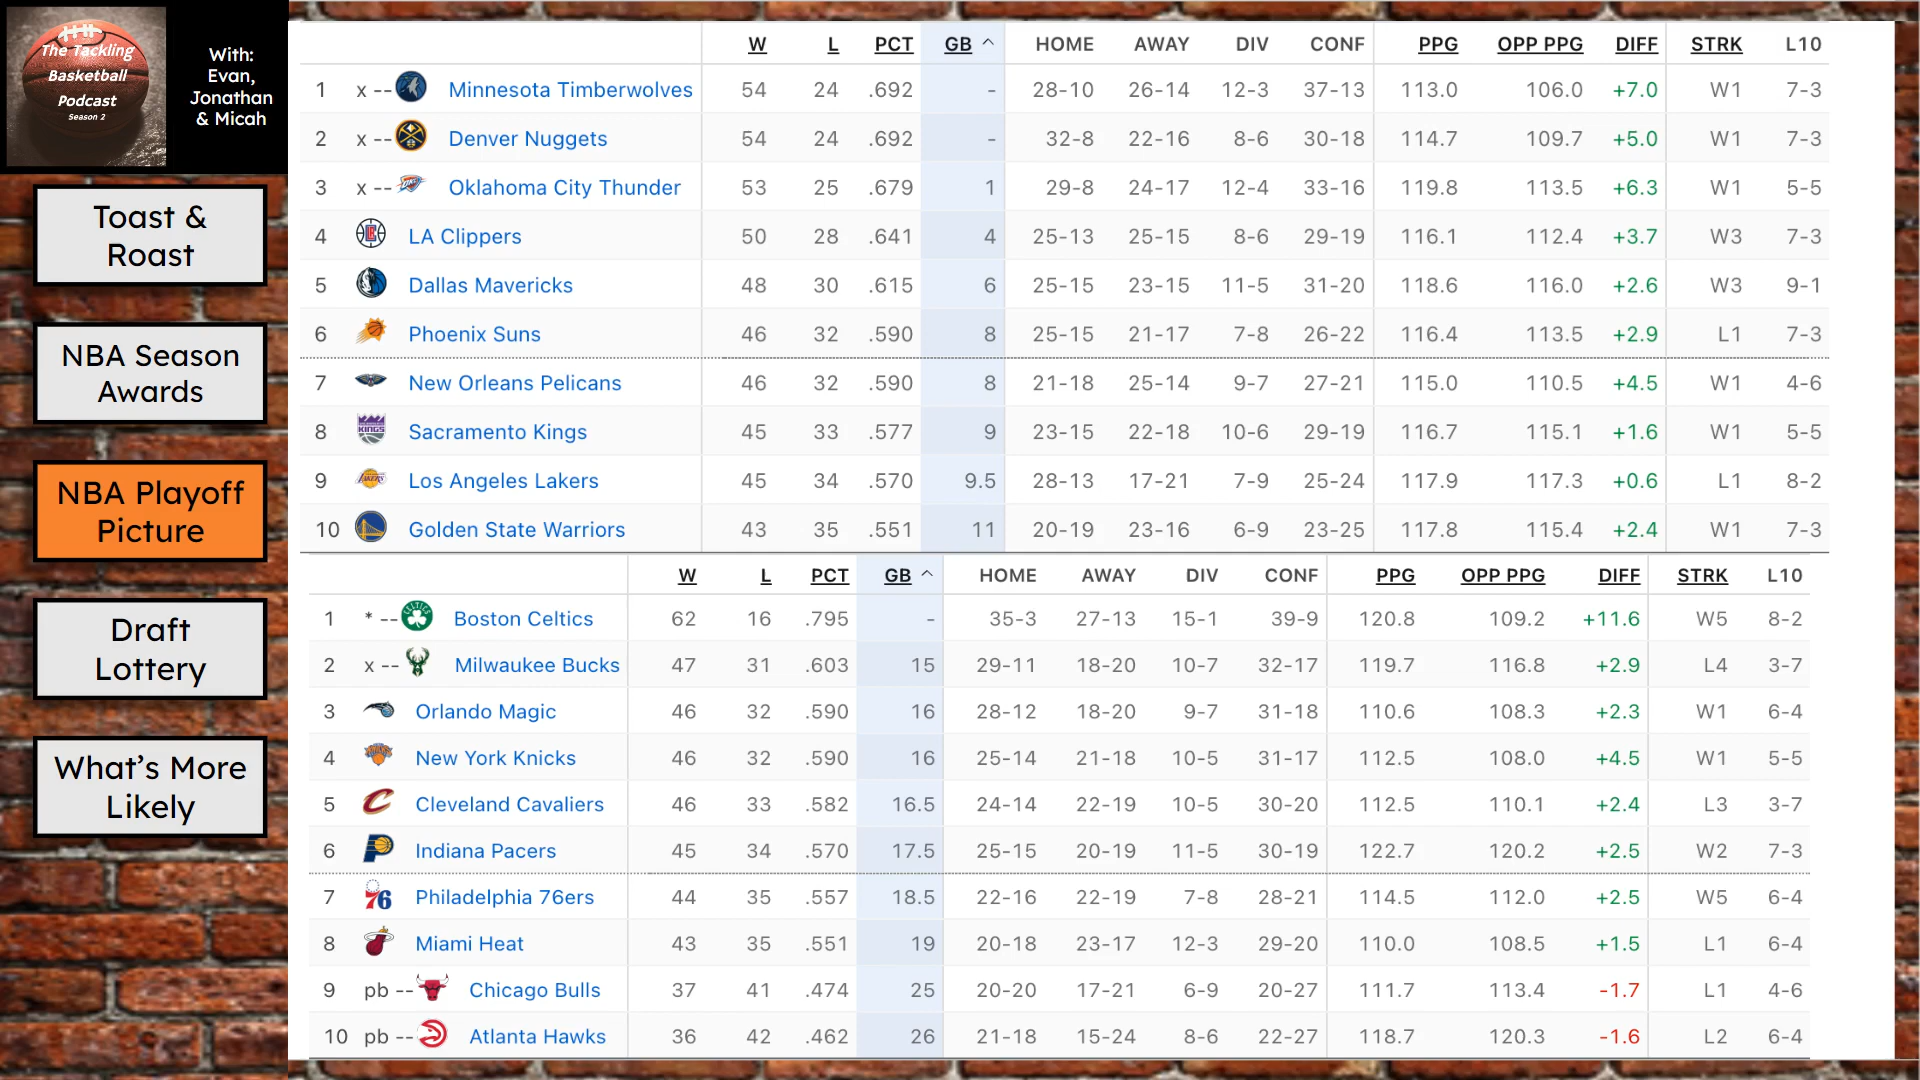 The Tackling
Basketball
Podcast
Season 2
With:
Evan,
Jonathan
& Micah
Toast &
Roast
NBA Season
Awards
NBA Playoff
Picture
Draft
Lottery
What's More
Likely
W L PCT GB HOME AWAY DIV CONF PPG OPP PPG DIFF STRK L10
1 x -- Minnesota Timberwolves 54 24 .692 - 28-10 26-14 12-3 37-13 113.0 106.0 +7.0 W1 7-3
2 x -- Denver Nuggets 54 24 .692 - 32-8 22-16 8-6 30-18 114.7 109.7 +5.0 W1 7-3
3 x -- Oklahoma City Thunder 53 25 .679 1 29-8 24-17 12-4 33-16 119.8 113.5 +6.3 W1 5-5
4 LA Clippers 50 28 .641 4 25-13 25-15 8-6 29-19 116.1 112.4 +3.7 W3 7-3
5 Dallas Mavericks 48 30 .615 6 25-15 23-15 11-5 31-20 118.6 116.0 +2.6 W3 9-1
6 Phoenix Suns 46 32 .590 8 25-15 21-17 7-8 26-22 116.4 113.5 +2.9 L1 7-3
7 New Orleans Pelicans 46 32 .590 8 21-18 25-14 9-7 27-21 115.0 110.5 +4.5 W1 4-6
8 KINGS Sacramento Kings 45 33 .577 9 23-15 22-18 10-6 29-19 116.7 115.1 +1.6 W1 5-5
9 LAKERS Los Angeles Lakers 45 34 .570 9.5 28-13 17-21 7-9 25-24 117.9 117.3 +0.6 L1 8-2
10 Golden State Warriors 43 35 .551 11 20-19 23-16 6-9 23-25 117.8 115.4 +2.4 W1 7-3
W L PCT GB HOME AWAY DIV CONF PPG OPP PPG DIFF STRK L10
1 * -- CELTICS Boston Celtics 62 16 .795 - 35-3 27-13 15-1 39-9 120.8 109.2 +11.6 W5 8-2
2 x -- Milwaukee Bucks 47 31 .603 15 29-11 18-20 10-7 32-17 119.7 116.8 +2.9 L4 3-7
3 Orlando Magic 46 32 .590 16 28-12 18-20 9-7 31-18 110.6 108.3 +2.3 W1 6-4
4 New York Knicks 46 32 .590 16 25-14 21-18 10-5 31-17 112.5 108.0 +4.5 W1 5-5
5 C Cleveland Cavaliers 46 33 .582 16.5 24-14 22-19 10-5 30-20 112.5 110.1 +2.4 L3 3-7
6 P Indiana Pacers 45 34 .570 17.5 25-15 20-19 11-5 30-19 122.7 120.2 +2.5 W2 7-3
7 76 Philadelphia 76ers 44 35 .557 18.5 22-16 22-19 7-8 28-21 114.5 112.0 +2.5 W5 6-4
8 Miami Heat 43 35 .551 19 20-18 23-17 12-3 29-20 110.0 108.5 +1.5 L1 6-4
9 pb -- Chicago Bulls 37 41 .474 25 20-20 17-21 6-9 20-27 111.7 113.4 -1.7 L1 4-6
10 pb -- Atlanta Hawks 36 42 .462 26 21-18 15-24 8-6 22-27 118.7 120.3 -1.6 L2 6-4